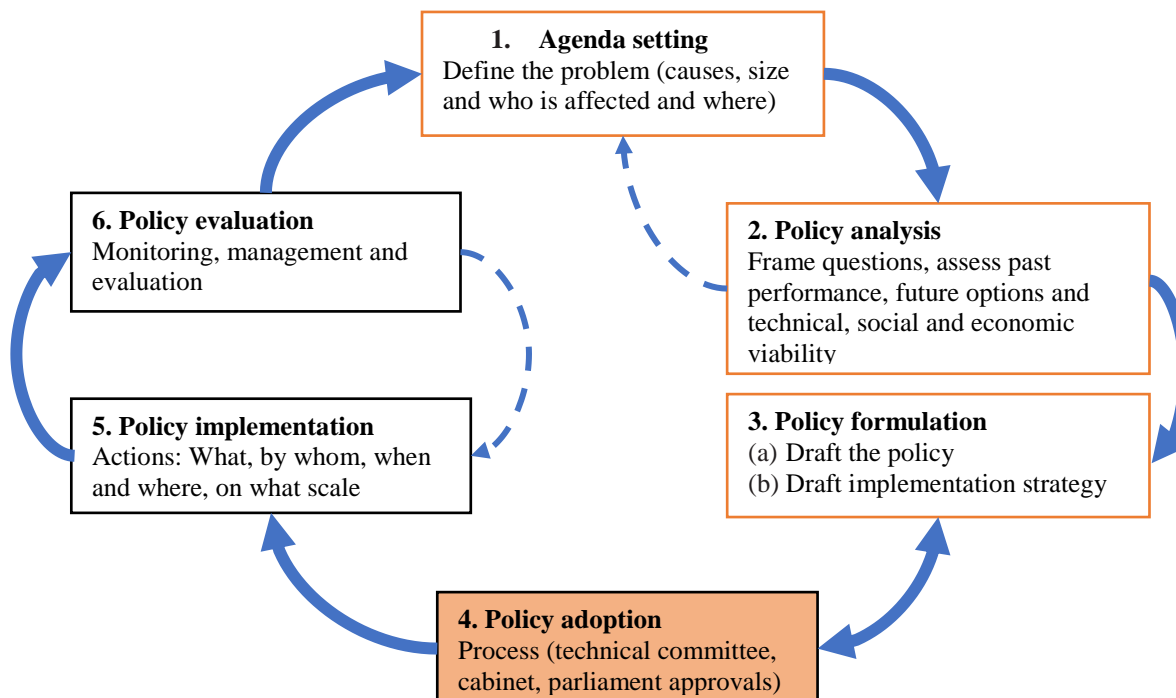 1. Agenda setting
Define the problem (causes, size
and who is affected and where)
2. Policy analysis
Frame questions, assess past
performance, future options and
technical, social and economic
viability
3. Policy formulation
(a) Draft the policy
(b) Draft implementation strategy
4. Policy adoption
Process (technical committee,
cabinet, parliament approvals)
5. Policy implementation
Actions: What, by whom, when
and where, on what scale
6. Policy evaluation
Monitoring, management and
evaluation